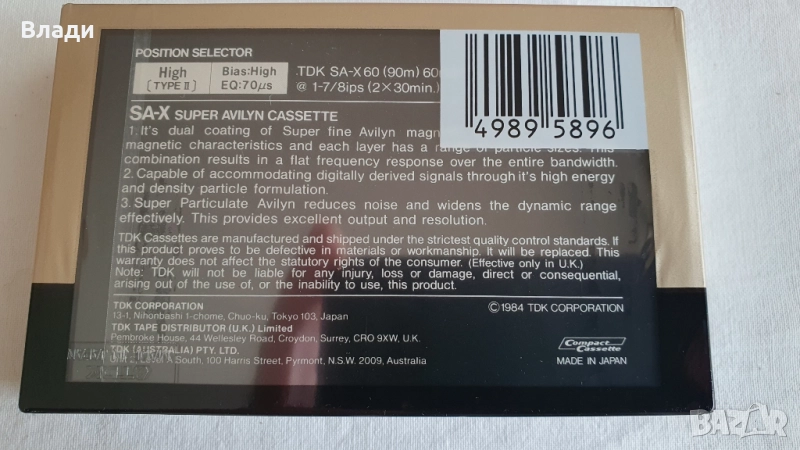 Влади
POSITION SELECTOR
High
[TYPE II]
Bias:High
EQ:70µs
TDK SA-X60 (90m) 60
@ 1-7/8ips (2×30min.)
4989 5896
SA-X SUPER AVILYN CASSETTE
1. It's dual coating of Super fine Avilyn
magnetic characteristics and each layer has a range of particle sizes. This
combination results in a flat frequency response over the entire bandwidth.
2. Capable of accommodating digitally derived signals through it's high energy
and density particle formulation.
3. Super Particulate Avilyn reduces noise and widens the dynamic range
effectively. This provides excellent output and resolution.
TDK Cassettes are manufactured and shipped under the strictest quality control standards. If
this product proves to be defective in materials or workmanship. It will be replaced. This
warranty does not affect the statutory rights of the consumer. (Effective only in U.K.)
Note: TDK will not be liable for any injury, loss or damage, direct or consequential,
arising out of the use of, or the inability to use, this product.
TDK CORPORATION
13-1, Nihonbashi 1-chome, Chuo-ku, Tokyo 103, Japan
©1984 TDK CORPORATION
TDK TAPE DISTRIBUTOR (U.K.) Limited
Pembroke House, 44 Wellesley Road, Croydon, Surrey, CRO 9XW, U.K.
TDK (AUSTRALIA) PTY. LTD.
South, 100 Harris Street, Pyrmont, N.S.W. 2009, Australia
Compact
Cassette
MADE IN JAPAN
BAZAR